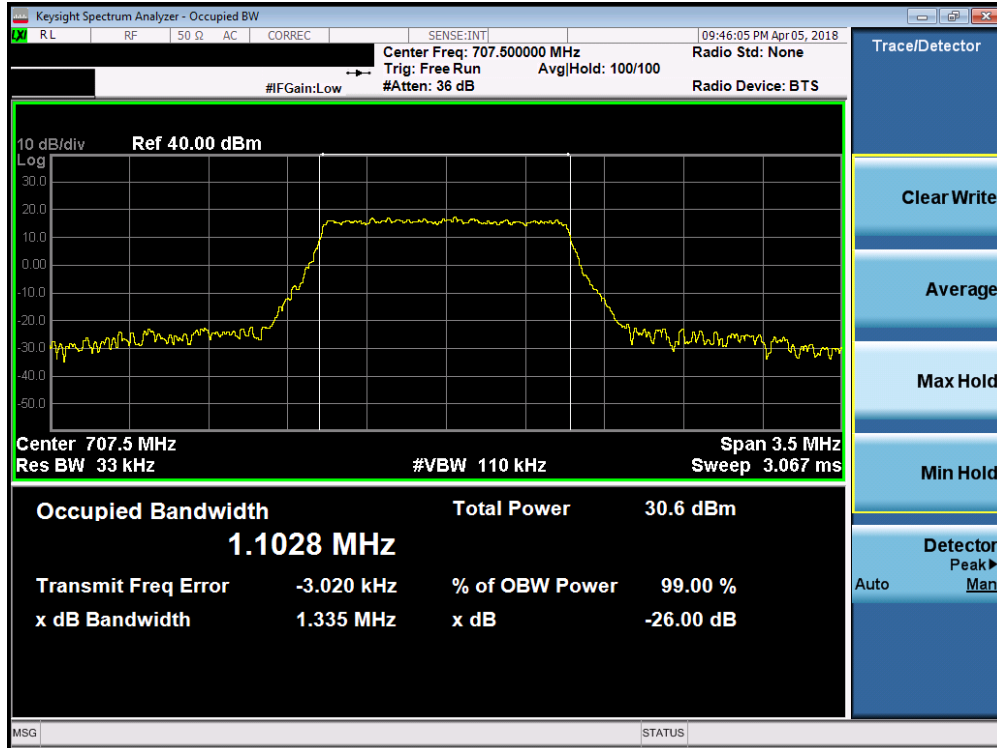 Keysight Spectrum Analyzer - Occupied BW
LXI RL RF 50 Ω AC CORREC SENSE:INT 09:46:05 PM Apr 05, 2018
Center Freq: 707.500000 MHz Radio Std: None
Trig: Free Run Avg|Hold: 100/100
#IFGain:Low #Atten: 36 dB Radio Device: BTS
Trace/Detector
10 dB/div Ref 40.00 dBm
Log
30.0
20.0
10.0
0.00
-10.0
-20.0
-30.0
-40.0
-50.0
Center 707.5 MHz Span 3.5 MHz
Res BW 33 kHz #VBW 110 kHz Sweep 3.067 ms
Occupied Bandwidth Total Power 30.6 dBm
1.1028 MHz
Transmit Freq Error -3.020 kHz % of OBW Power 99.00 %
x dB Bandwidth 1.335 MHz x dB -26.00 dB
Clear Write
Average
Max Hold
Min Hold
Detector
Peak▶
Auto Man
MSG STATUS